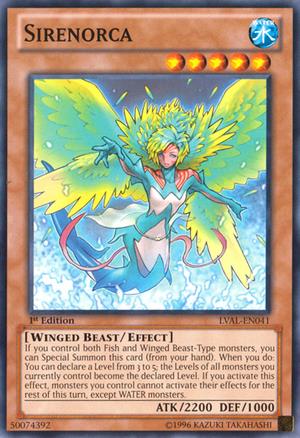 SIRENORCA
WATER
水
1st Edition
LVAL-EN041
[WINGED BEAST/EFFECT]
If you control both Fish and Winged Beast-Type monsters, you
can Special Summon this card (from your hand). When you do:
You can declare a Level from 3 to 5; the Levels of all monsters you
currently control become the declared Level. If you activate this
effect, monsters you control cannot activate their effects for the
rest of this turn, except WATER monsters.
ATK/2200 DEF/1000
50074392
©1996 KAZUKI TAKAHASHI